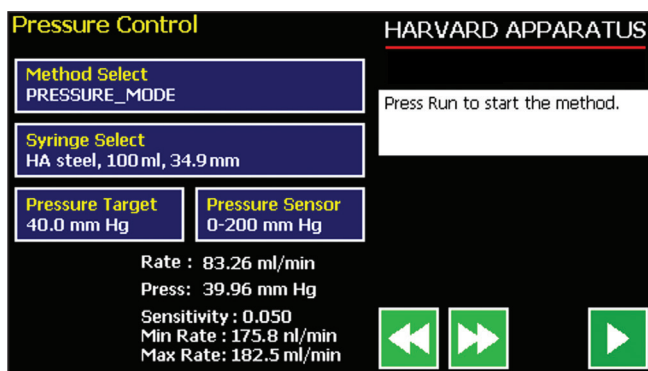 Pressure Control
HARVARD APPARATUS
Method Select
PRESSURE_MODE
Press Run to start the method.
Syringe Select
HA steel, 100 ml, 34.9 mm
Pressure Target
40.0 mm Hg
Pressure Sensor
0-200 mm Hg
Rate : 83.26 ml/min
Press: 39.96 mm Hg
Sensitivity : 0.050
Min Rate : 175.8 nl/min
Max Rate: 182.5 ml/min